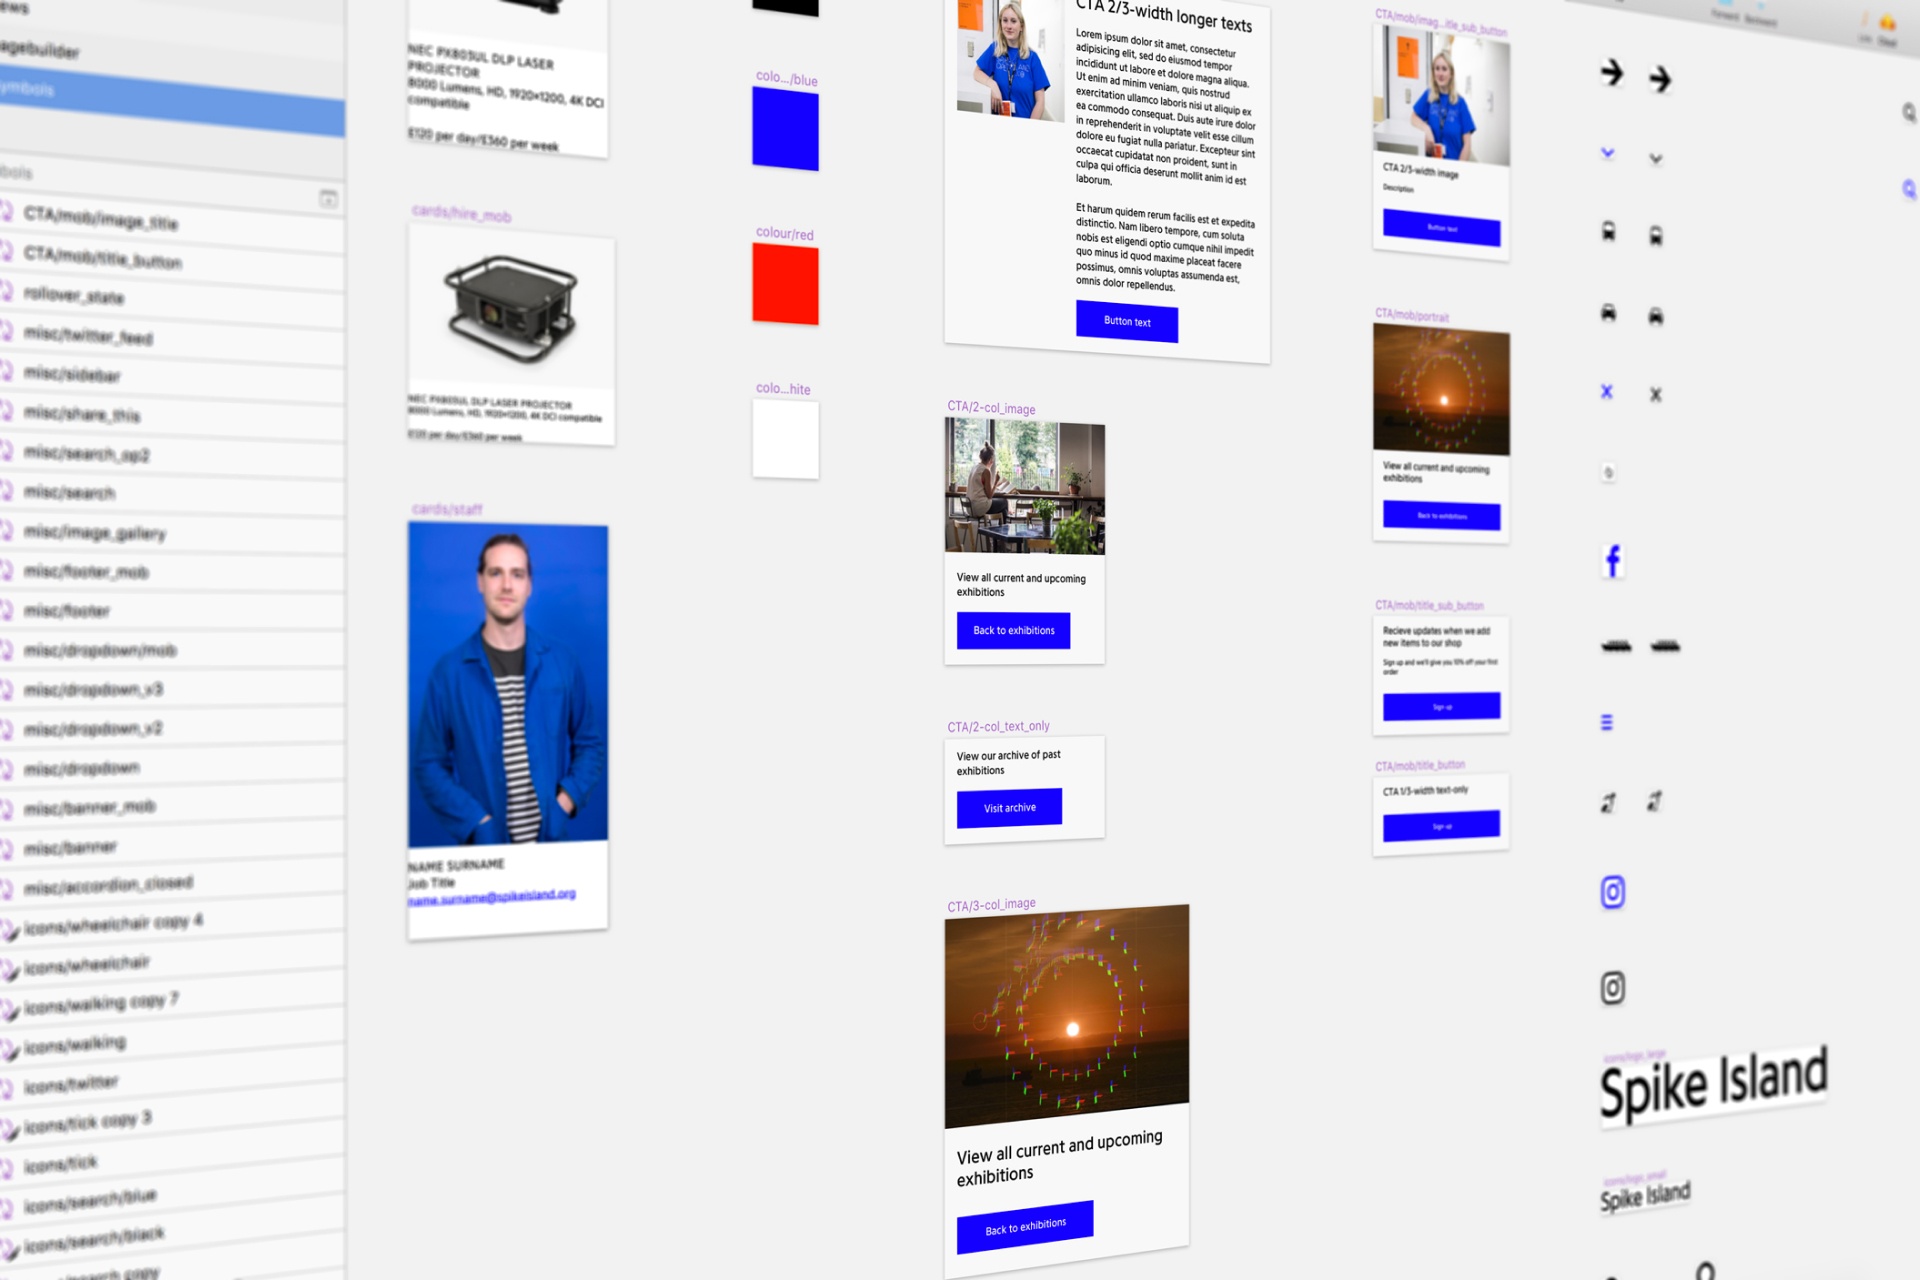 agebuilder
ymbols
bols
CTA/mob/image_title
CTA/mob/title_button
rollover_state
misc/twitter_feed
misc/sidebar
misc/share_this
misc/search_op2
misc/search
misc/image_gallery
misc/footer_mob
misc/footer
misc/dropdown/mob
misc/dropdown_v3
misc/dropdown_v2
misc/dropdown
misc/banner_mob
misc/banner
misc/accordion_closed
icons/wheelchair copy 4
icons/wheelchair
icons/walking copy 7
icons/walking
icons/twitter
icons/tick copy 3
icons/tick
icons/search/blue
icons/search/black
NEC PX803UL DLP LASER
PROJECTOR
8000 Lumens, HD, 1920×1200, 4K DCI
compatible
£120 per day/£360 per week
cards/hire_mob
NEC PX803UL DLP LASER PROJECTOR
8000 Lumens, HD, 1920×1200, 4K DCI compatible
£120 per day/£360 per week
cards/staff
NAME SURNAME
Job Title
name.surname@spikeisland.org
colo.../blue
colour/red
colo...hite
CTA 2/3-width longer texts
Lorem ipsum dolor sit amet, consectetur
adipisicing elit, sed do eiusmod tempor
incididunt ut labore et dolore magna aliqua.
Ut enim ad minim veniam, quis nostrud
exercitation ullamco laboris nisi ut aliquip ex
ea commodo consequat. Duis aute irure dolor
in reprehenderit in voluptate velit esse cillum
dolore eu fugiat nulla pariatur. Excepteur sint
occaecat cupidatat non proident, sunt in
culpa qui officia deserunt mollit anim id est
laborum.
Et harum quidem rerum facilis est et expedita
distinctio. Nam libero tempore, cum soluta
nobis est eligendi optio cumque nihil impedit
quo minus id quod maxime placeat facere
possimus, omnis voluptas assumenda est,
omnis dolor repellendus.
Button text
CTA/2-col_image
View all current and upcoming
exhibitions
Back to exhibitions
CTA/2-col_text_only
View our archive of past
exhibitions
Visit archive
CTA/3-col_image
View all current and upcoming
exhibitions
Back to exhibitions
CTA/mob/imag...itle_sub_button
CTA 2/3-width image
Description
Button text
CTA/mob/portrait
View all current and upcoming
exhibitions
Back to exhibitions
CTA/mob/title_sub_button
Recieve updates when we add
new items to our shop
Sign up and we'll give you 10% off your first
order
Sign up
CTA/mob/title_button
CTA 1/3-width text-only
Sign up
Forward Backward
icons/logo_large
Spike Island
icons/logo_small
Spike Island